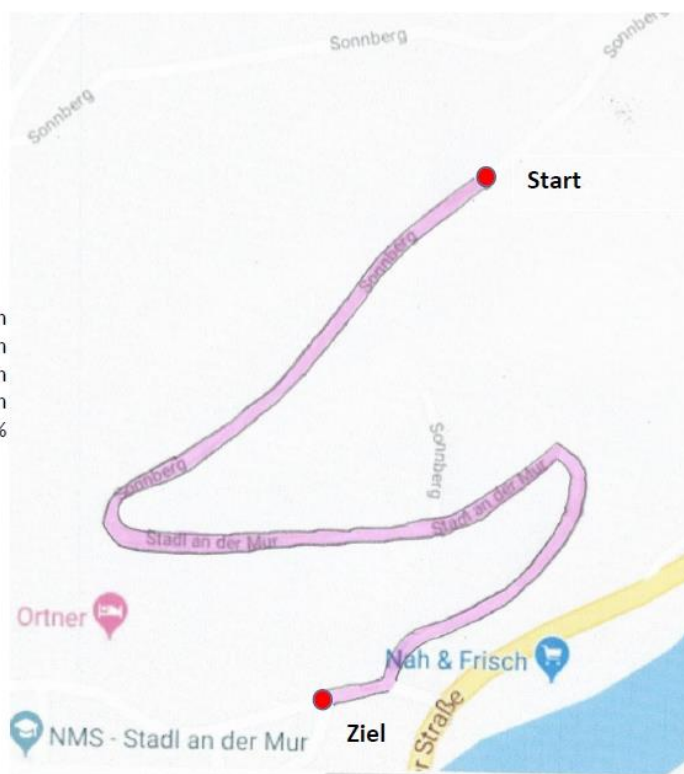 Sonnberg
Sonnberg
Sonnberg
Start
Sonnberg
n
n
n
n
%
Sonnberg
Sonnberg
Stadl an der Mur
Stadl an der Mur
Ortner
Nah & Frisch
r Straße
Ziel
NMS - Stadl an der Mur